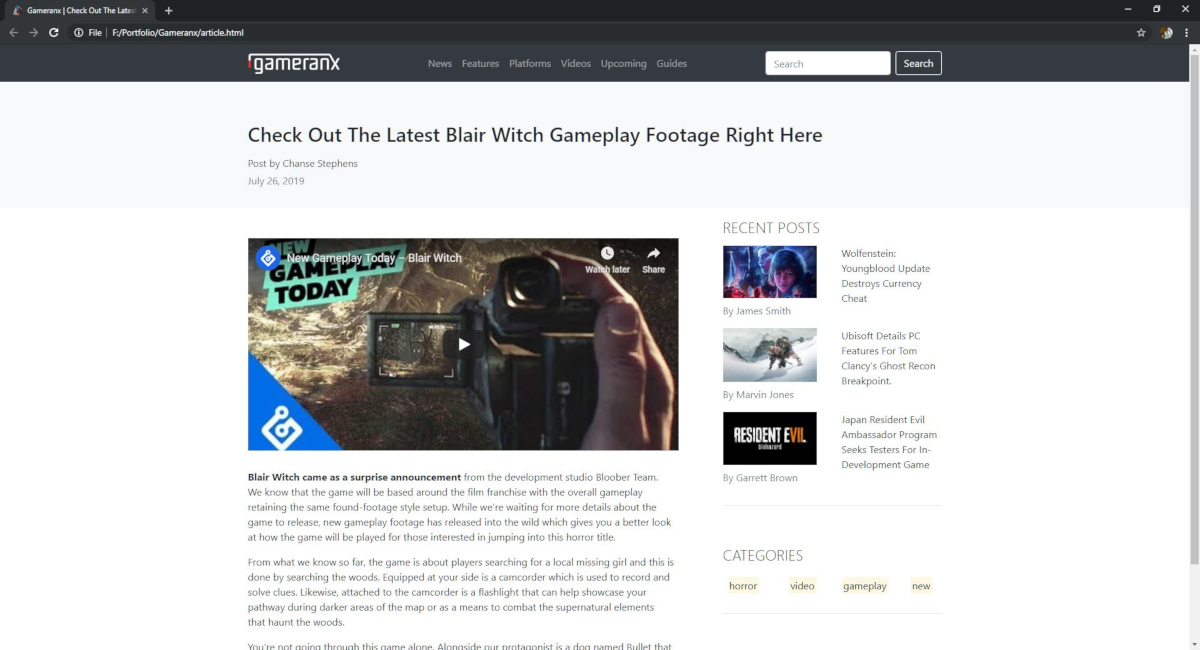 Gameranx | Check Out The Lates
File F:/Portfolio/Gameranx/article.html
gameranx
News Features Platforms Videos Upcoming Guides
Search
Search
Check Out The Latest Blair Witch Gameplay Footage Right Here
Post by Chanse Stephens
July 26, 2019
NEW
GAMEPLAY
TODAY
New Gameplay Today – Blair Witch
Watch later
Share
Blair Witch came as a surprise announcement from the development studio Bloober Team.
We know that the game will be based around the film franchise with the overall gameplay
retaining the same found-footage style setup. While we're waiting for more details about the
game to release, new gameplay footage has released into the wild which gives you a better look
at how the game will be played for those interested in jumping into this horror title.
From what we know so far, the game is about players searching for a local missing girl and this is
done by searching the woods. Equipped at your side is a camcorder which is used to record and
solve clues. Likewise, attached to the camcorder is a flashlight that can help showcase your
pathway during darker areas of the map or as a means to combat the supernatural elements
that haunt the woods.
You're not going through this game alone. Alongside our protagonist is a dog named Bullet that
RECENT POSTS
Wolfenstein:
Youngblood Update
Destroys Currency
Cheat
By James Smith
Ubisoft Details PC
Features For Tom
Clancy's Ghost Recon
Breakpoint.
By Marvin Jones
RESIDENT EVIL
biohazard
Japan Resident Evil
Ambassador Program
Seeks Testers For In-
Development Game
By Garrett Brown
CATEGORIES
horror video gameplay new